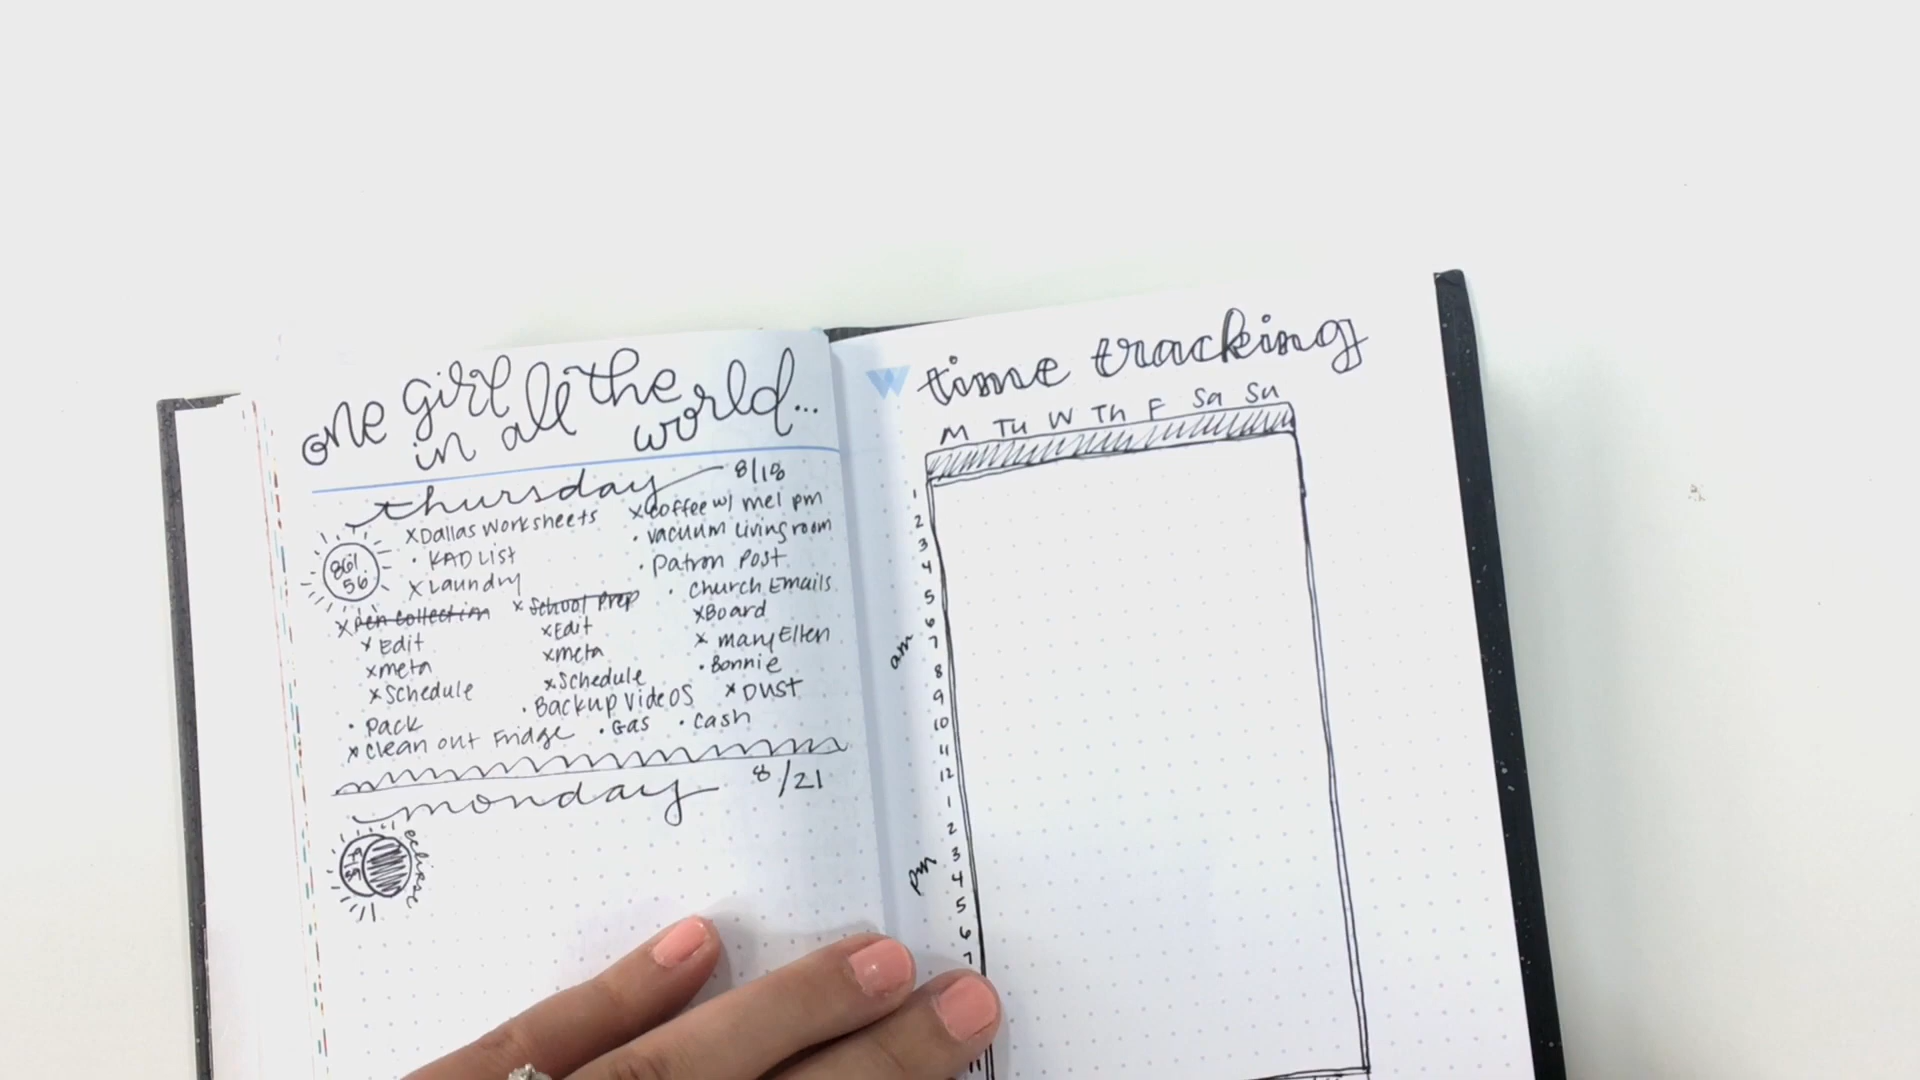 one girl
in all the
world...
thursday 8/18
86/
56
x Dallas Worksheets
· KAD List
x Laundry
x Pen Collection
x Edit
x meta
x Schedule
· Pack
x Clean out Fridge
x School Prep
x Edit
x meta
x Schedule
· Backup Videos
· Gas
x Coffee w/ Mel pm
· Vacuum Living room
· Patron Post
· Church Emails
x Board
x mary Ellen
· Bonnie
x Dust
· Cash
monday 8/21
eclipse
W time tracking
M Tu W Th F Sa Su
am
1
2
3
4
5
6
7
8
9
10
11
12
pm
1
2
3
4
5
6
7
11